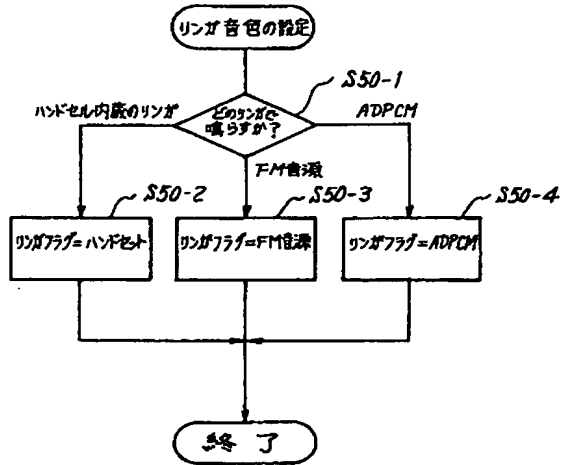 リンガ音色の設定
S50-1
ハンドセル内蔵のリンガ
どのリンガで
鳴らすか?
ADPCM
FM音源
S50-2
S50-3
S50-4
リンガフラグ=ハンドセット
リンガフラグ=FM音源
リンガフラグ=ADPCM
終了